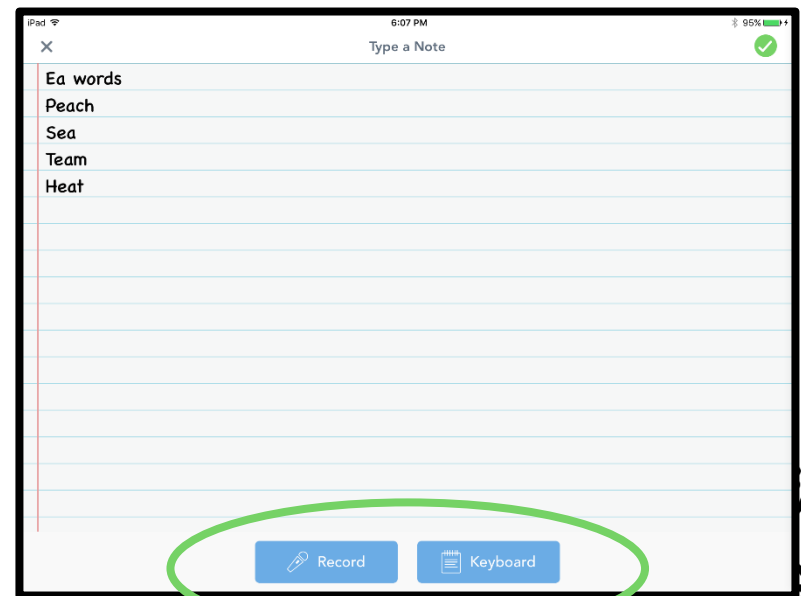 iPad 6:07 PM 95%
Type a Note
Ea words
Peach
Sea
Team
Heat
Record Keyboard